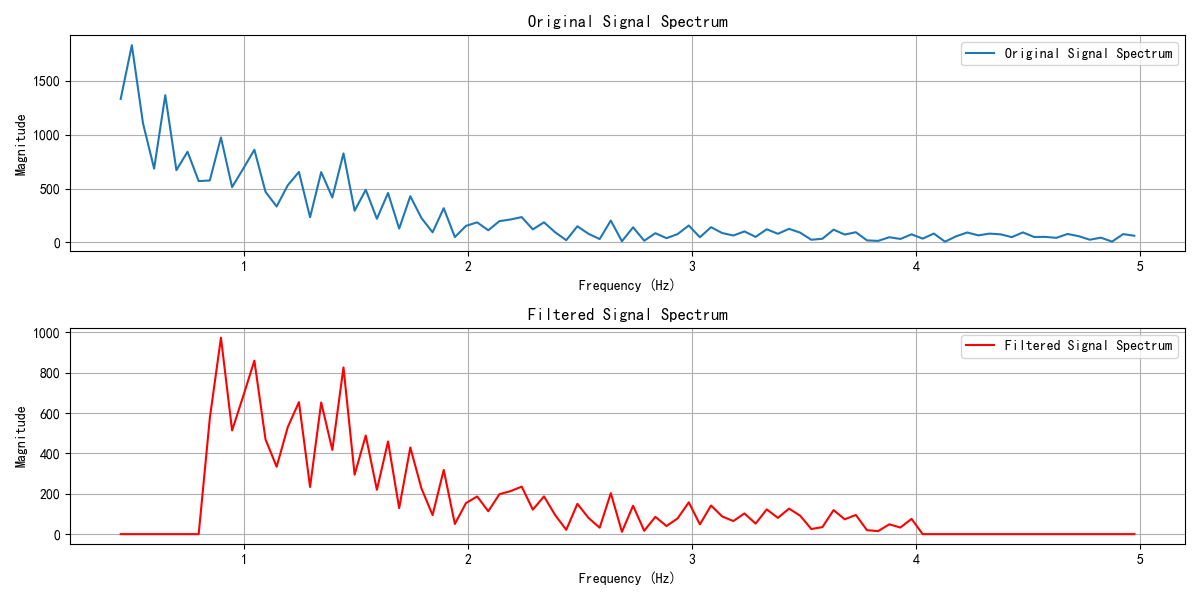 Original Signal Spectrum
Original Signal Spectrum
Magnitude
1500
1000
500
0
1 2 3 4 5
Frequency (Hz)
Filtered Signal Spectrum
Filtered Signal Spectrum
Magnitude
1000
800
600
400
200
0
1 2 3 4 5
Frequency (Hz)